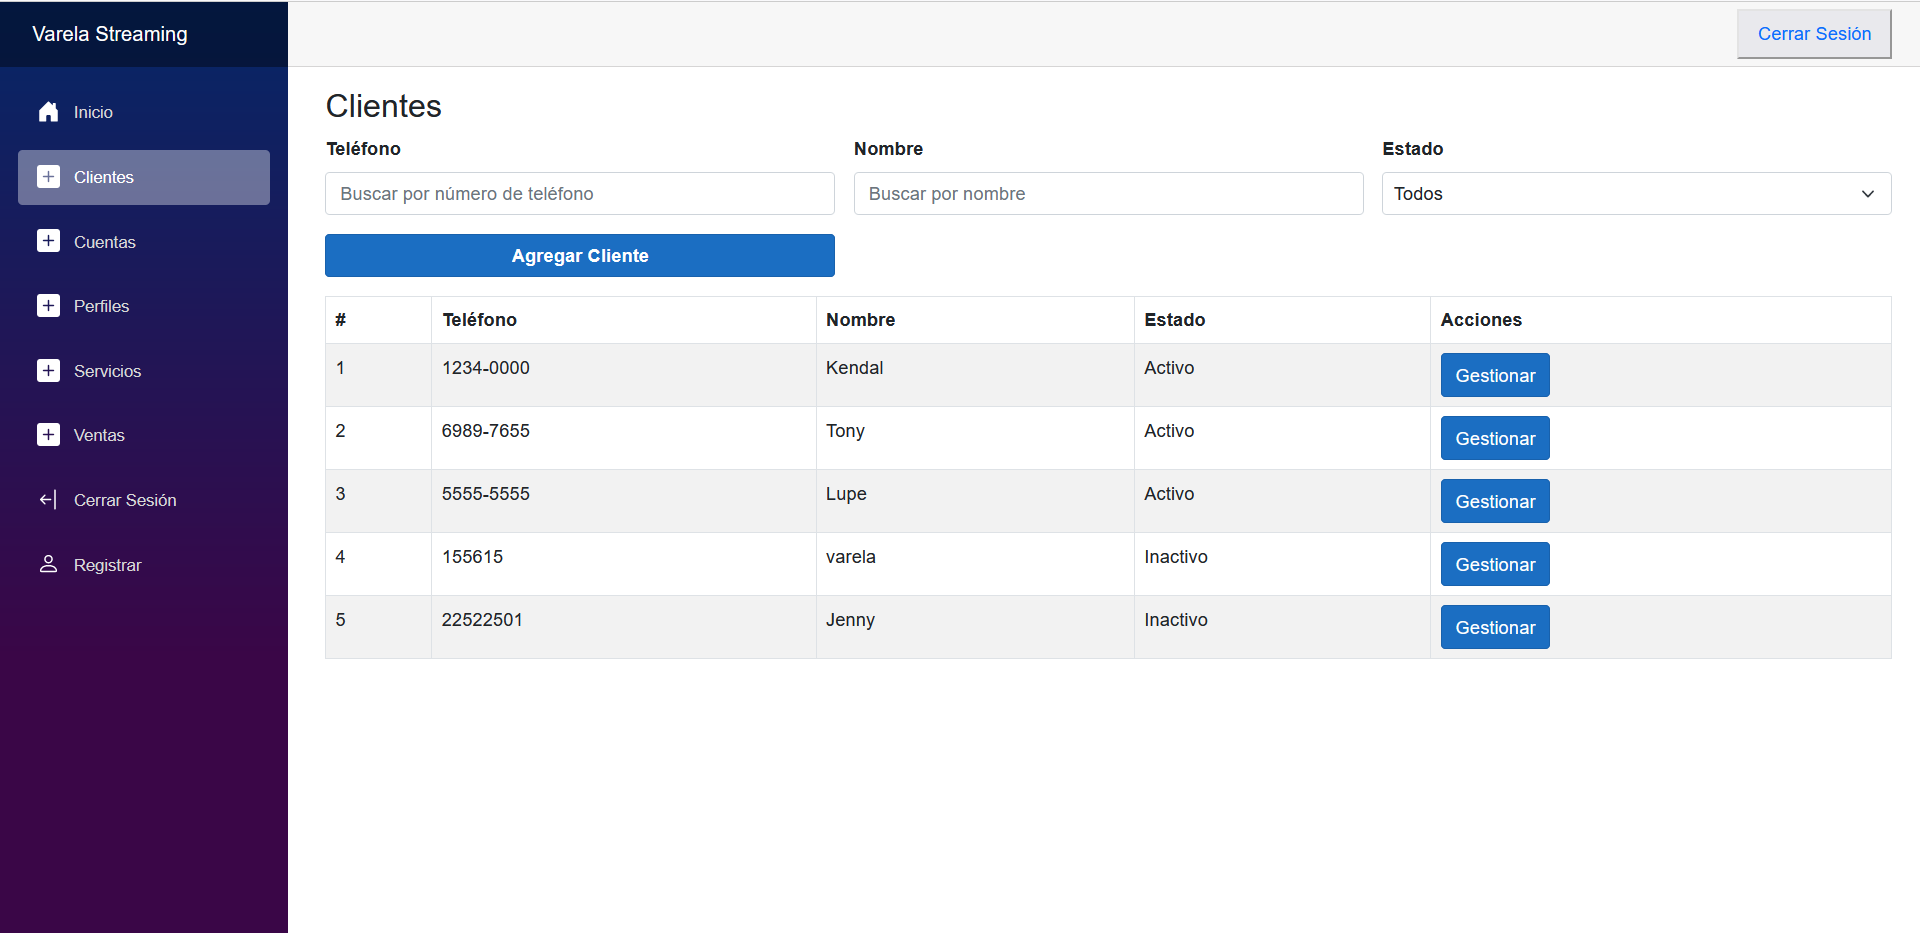 Varela Streaming
Cerrar Sesión
Inicio
Clientes
Cuentas
Perfiles
Servicios
Ventas
Cerrar Sesión
Registrar
Clientes
Teléfono Nombre Estado
Buscar por número de teléfono Buscar por nombre Todos
Agregar Cliente
# Teléfono Nombre Estado Acciones
1 1234-0000 Kendal Activo Gestionar
2 6989-7655 Tony Activo Gestionar
3 5555-5555 Lupe Activo Gestionar
4 155615 varela Inactivo Gestionar
5 22522501 Jenny Inactivo Gestionar